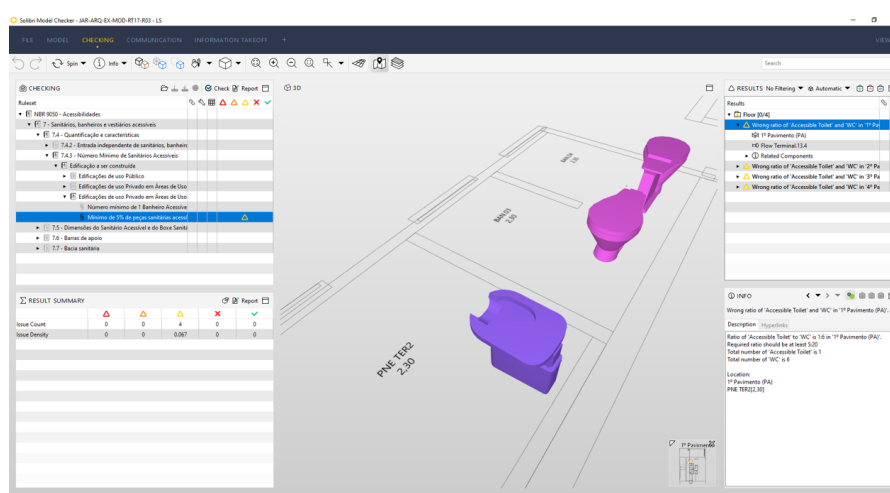 Solibri Model Checker - JAR-ARQ-EX-MOD-RT17-R03 - LS
FILE MODEL CHECKING COMMUNICATION INFORMATION TAKEOFF +
VIEW
Spin Info
Search
CHECKING Check Report
Ruleset
NBR 9050 - Acessibilidades
7 - Sanitários, banheiros e vestiários acessíveis
7.4 - Quantificação e características
7.4.2 - Entrada independente de sanitários, banheir
7.4.3 - Número Mínimo de Sanitários Acessíveis
Edificação a ser construída
Edificações de uso Público
Edificações de uso Privado em Áreas de Uso
Edificações de uso Privado em Áreas de Uso
Número mínimo de 1 Banheiro Acessíve
Mínimo de 5% de peças sanitárias acessí
7.5 - Dimensões do Sanitário Acessível e do Boxe Sanitá
7.6 - Barras de apoio
7.7 - Bacia sanitária
RESULT SUMMARY Report
Issue Count 0 0 4 0 0
Issue Density 0 0 0.067 0 0
3D
BAN.03
2,30
PNE TER2
2,30
1º Pavimento
RESULTS No Filtering Automatic
Results
Floor [0/4]
Wrong ratio of 'Accessible Toilet' and 'WC' in '1º Pa
1º Pavimento (PA)
Flow Terminal.13.4
Related Components
Wrong ratio of 'Accessible Toilet' and 'WC' in '2º Pa
Wrong ratio of 'Accessible Toilet' and 'WC' in '3º Pa
Wrong ratio of 'Accessible Toilet' and 'WC' in '4º Pa
INFO
Wrong ratio of 'Accessible Toilet' and 'WC' in '1º Pavimento (PA)'.
Description Hyperlinks
Ratio of 'Accessible Toilet' to 'WC' is 1:6 in '1º Pavimento (PA)'.
Required ratio should be at least 5:20
Total number of 'Accessible Toilet' is 1
Total number of 'WC' is 6
Location:
1º Pavimento (PA)
PNE TER2[2,30]